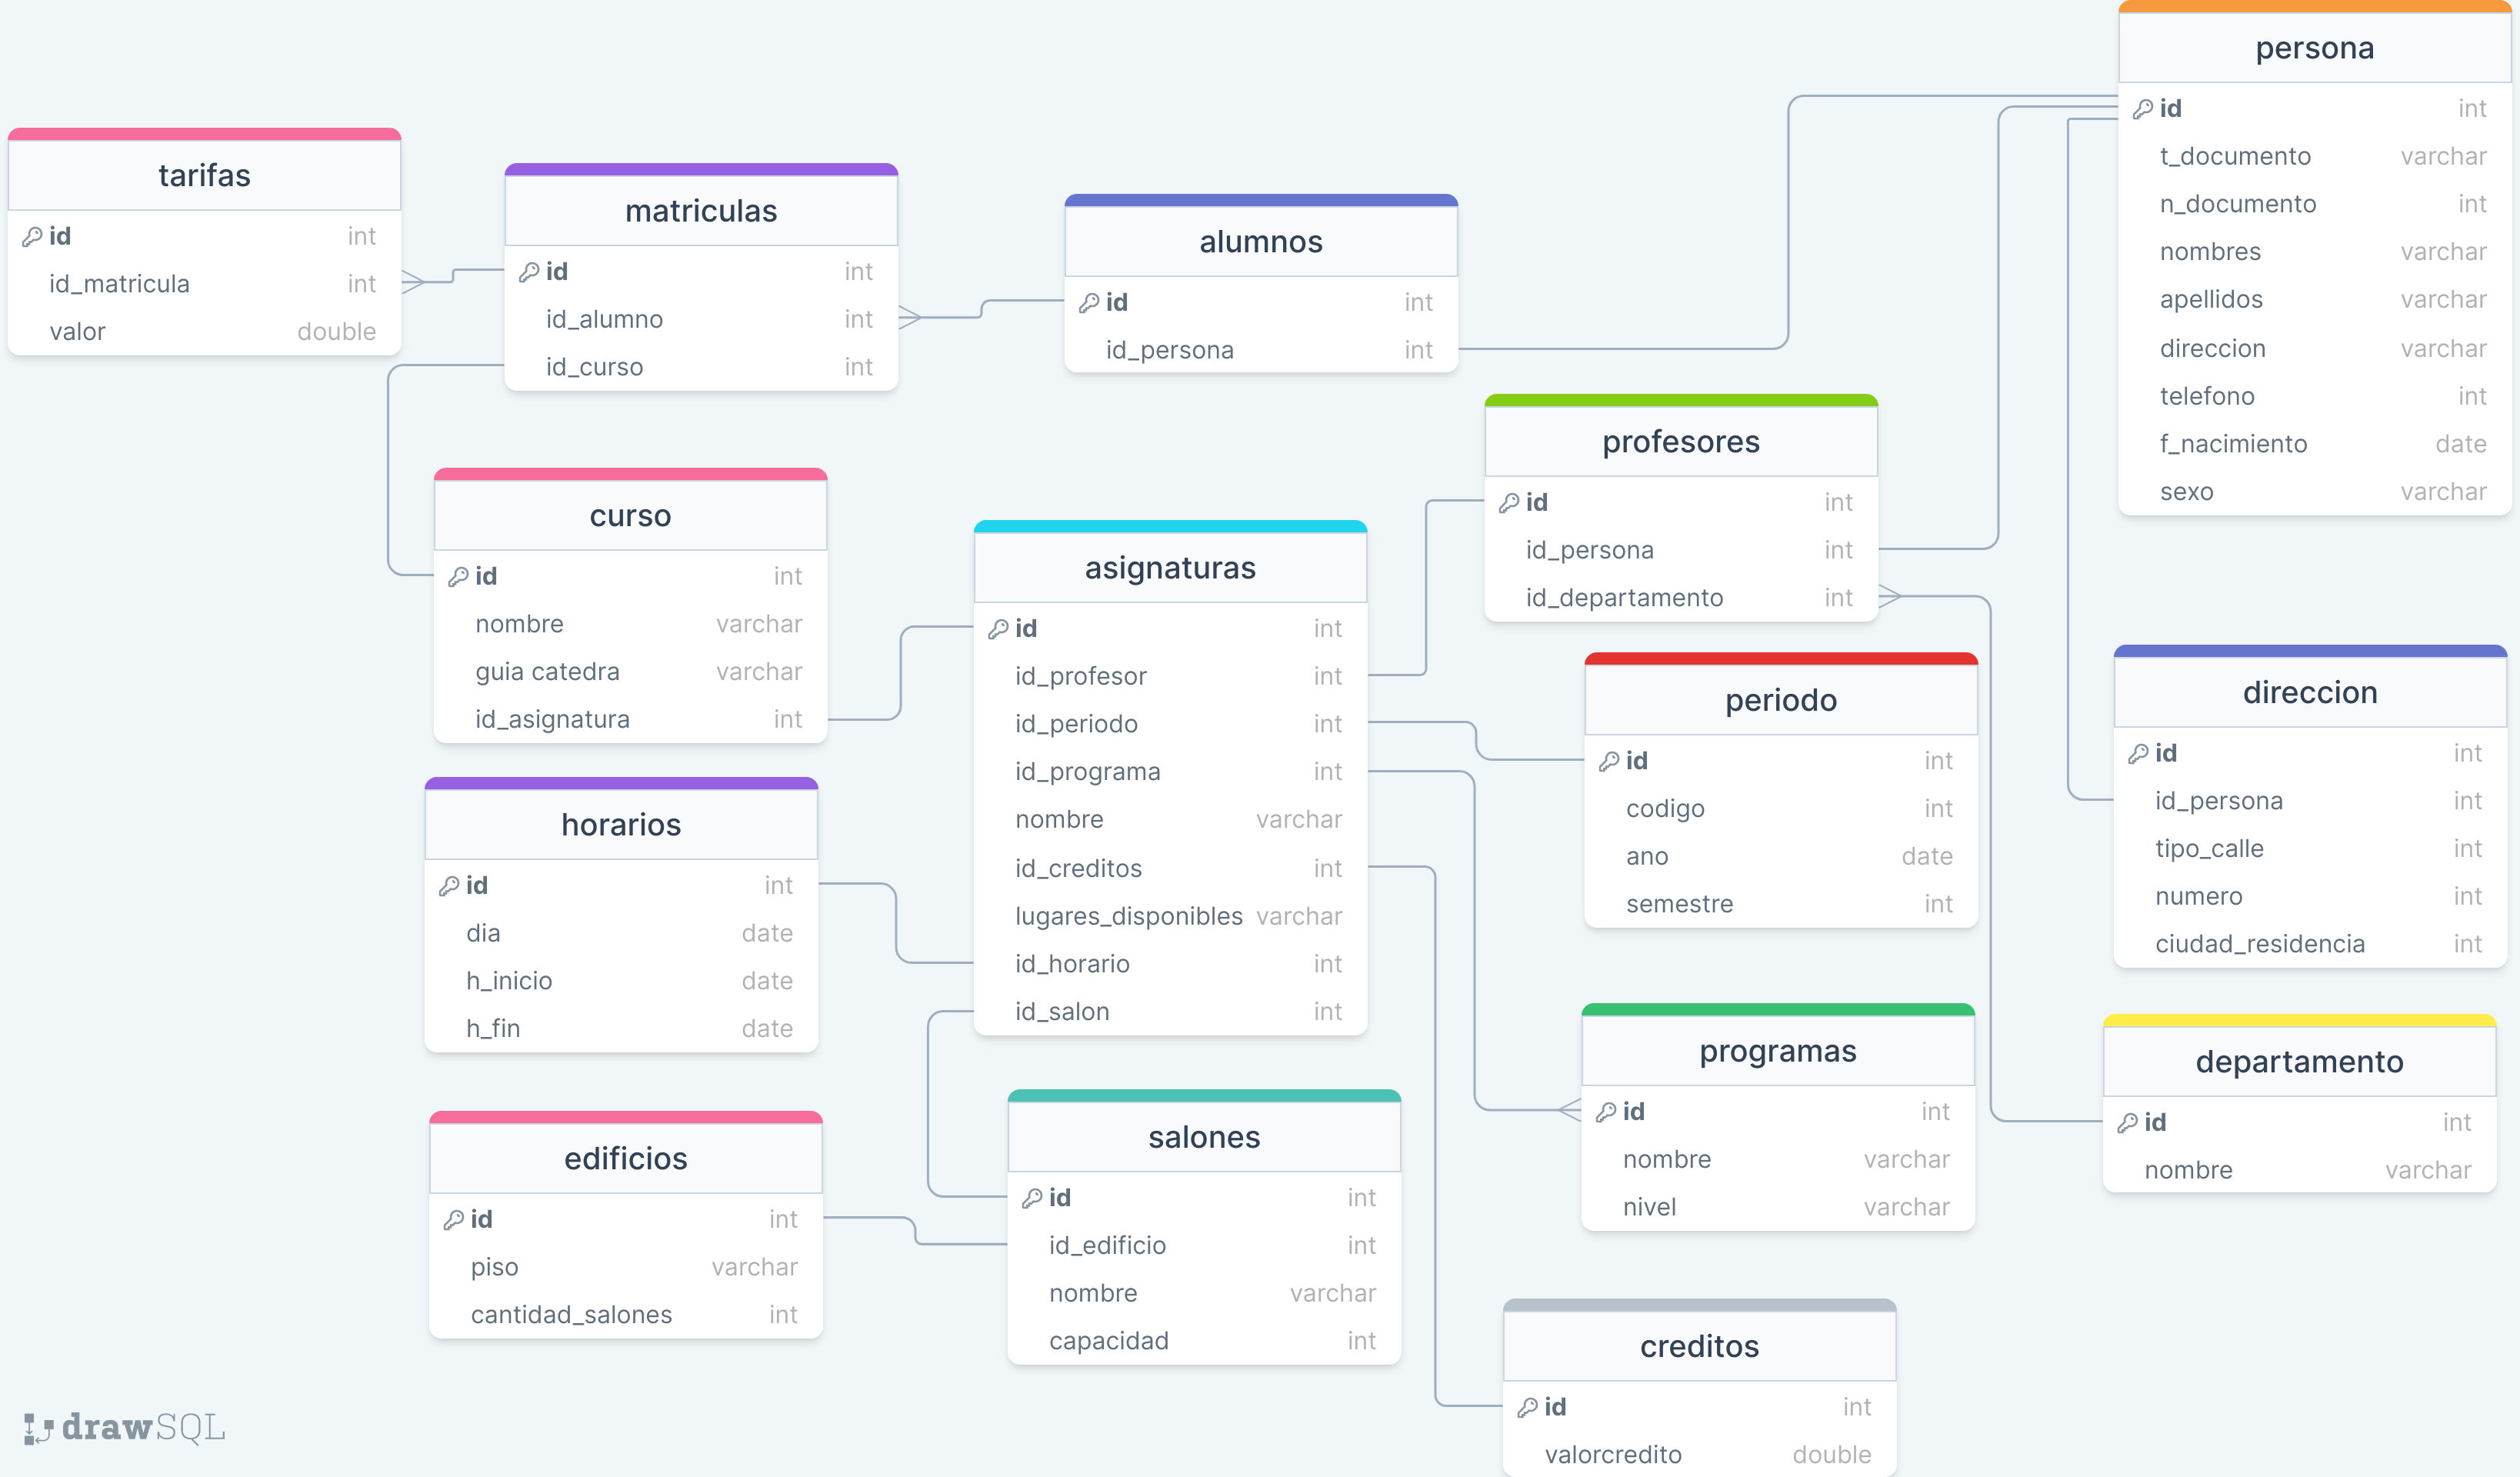 tarifas
id int
id_matricula int
valor double
matriculas
id int
id_alumno int
id_curso int
alumnos
id int
id_persona int
persona
id int
t_documento varchar
n_documento int
nombres varchar
apellidos varchar
direccion varchar
telefono int
f_nacimiento date
sexo varchar
profesores
id int
id_persona int
id_departamento int
curso
id int
nombre varchar
guia catedra varchar
id_asignatura int
asignaturas
id int
id_profesor int
id_periodo int
id_programa int
nombre varchar
id_creditos int
lugares_disponibles varchar
id_horario int
id_salon int
periodo
id int
codigo int
ano date
semestre int
direccion
id int
id_persona int
tipo_calle int
numero int
ciudad_residencia int
horarios
id int
dia date
h_inicio date
h_fin date
programas
id int
nombre varchar
nivel varchar
departamento
id int
nombre varchar
edificios
id int
piso varchar
cantidad_salones int
salones
id int
id_edificio int
nombre varchar
capacidad int
creditos
id int
valorcredito double
drawSQL